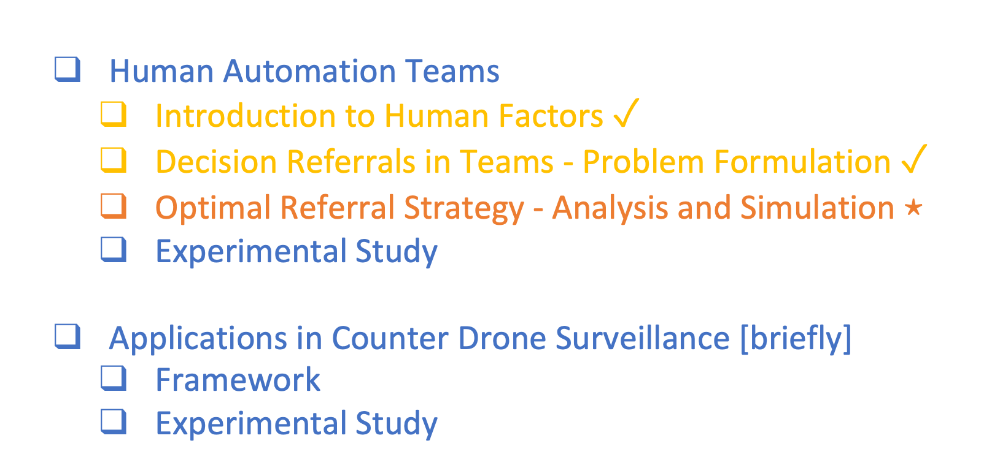 ❑ Human Automation Teams
❑ Introduction to Human Factors ✓
❑ Decision Referrals in Teams - Problem Formulation ✓
❑ Optimal Referral Strategy - Analysis and Simulation ⋆
❑ Experimental Study
❑ Applications in Counter Drone Surveillance [briefly]
❑ Framework
❑ Experimental Study